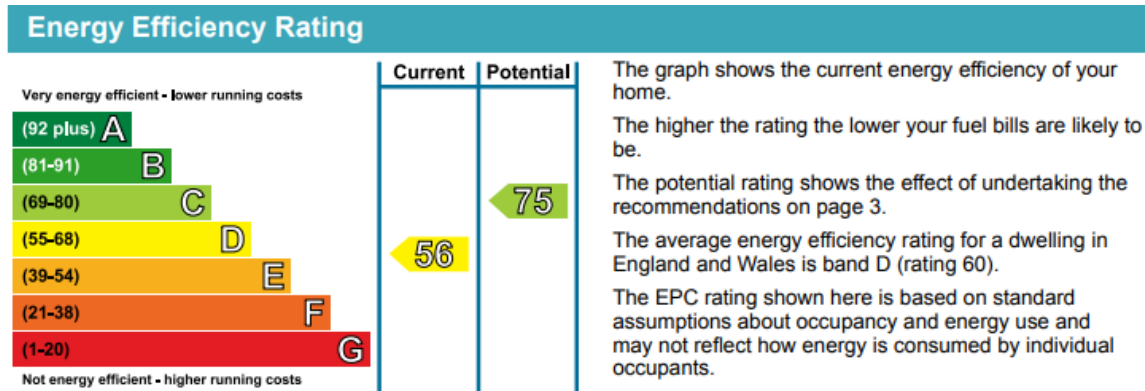 Energy Efficiency Rating
Current
Potential
Very energy efficient - lower running costs
(92 plus) A
(81-91) B
(69-80) C
(55-68) D
(39-54) E
(21-38) F
(1-20) G
Not energy efficient - higher running costs
56
75
The graph shows the current energy efficiency of your
home.
The higher the rating the lower your fuel bills are likely to
be.
The potential rating shows the effect of undertaking the
recommendations on page 3.
The average energy efficiency rating for a dwelling in
England and Wales is band D (rating 60).
The EPC rating shown here is based on standard
assumptions about occupancy and energy use and
may not reflect how energy is consumed by individual
occupants.